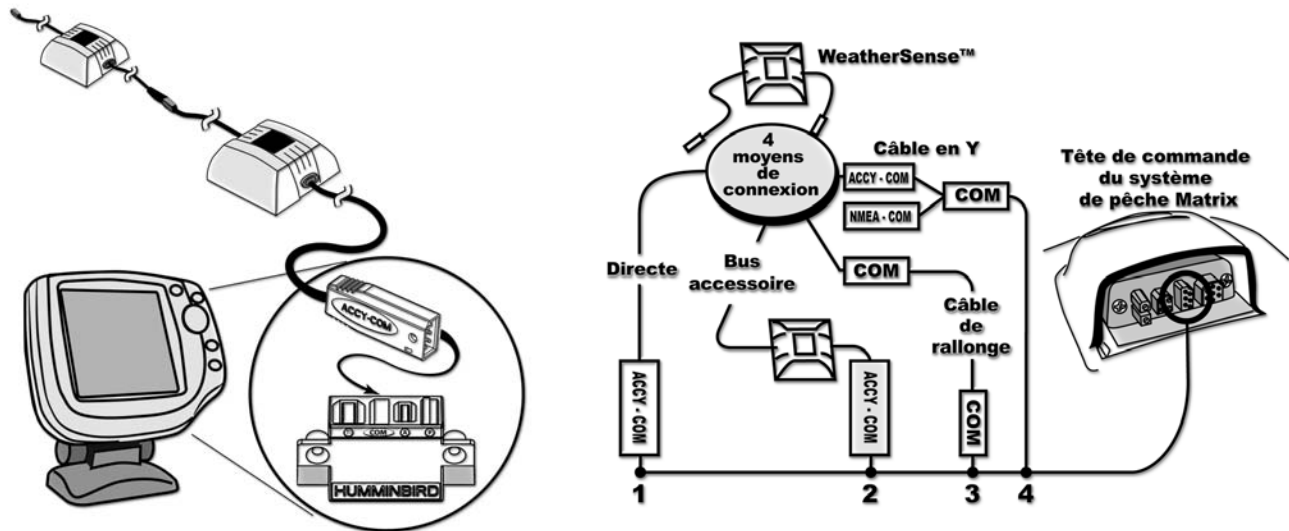 ACCY-COM
COM
HUMMINBIRD
WeatherSense™
4
moyens
de
connexion
Câble en Y
ACCY - COM
NMEA - COM
COM
Tête de commande
du système
de pêche Matrix
Directe
Bus
accessoire
COM
Câble
de
rallonge
ACCY - COM
ACCY - COM
COM
1
2
3
4